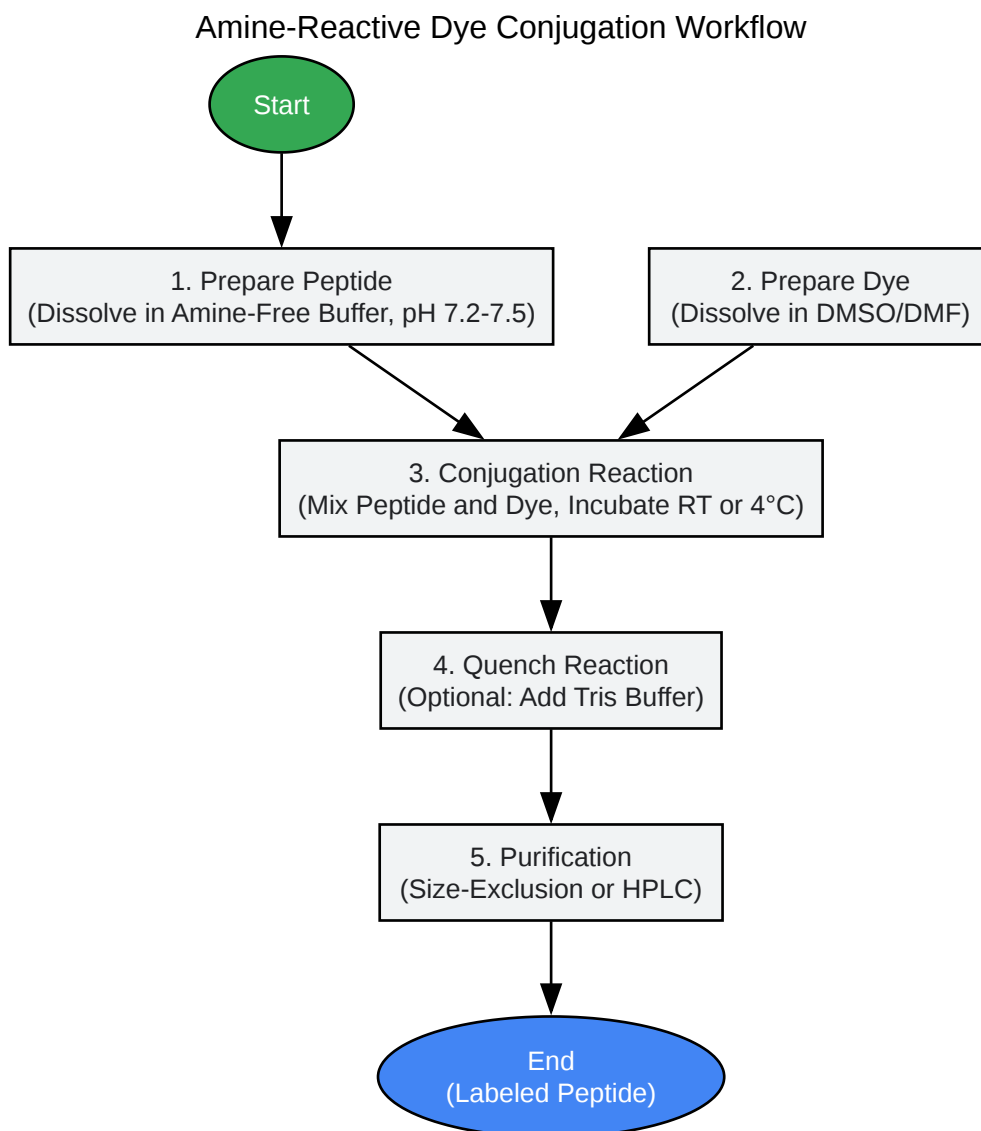 Amine-Reactive Dye Conjugation Workflow
Start
1. Prepare Peptide
(Dissolve in Amine-Free Buffer, pH 7.2-7.5)
2. Prepare Dye
(Dissolve in DMSO/DMF)
3. Conjugation Reaction
(Mix Peptide and Dye, Incubate RT or 4°C)
4. Quench Reaction
(Optional: Add Tris Buffer)
5. Purification
(Size-Exclusion or HPLC)
End
(Labeled Peptide)